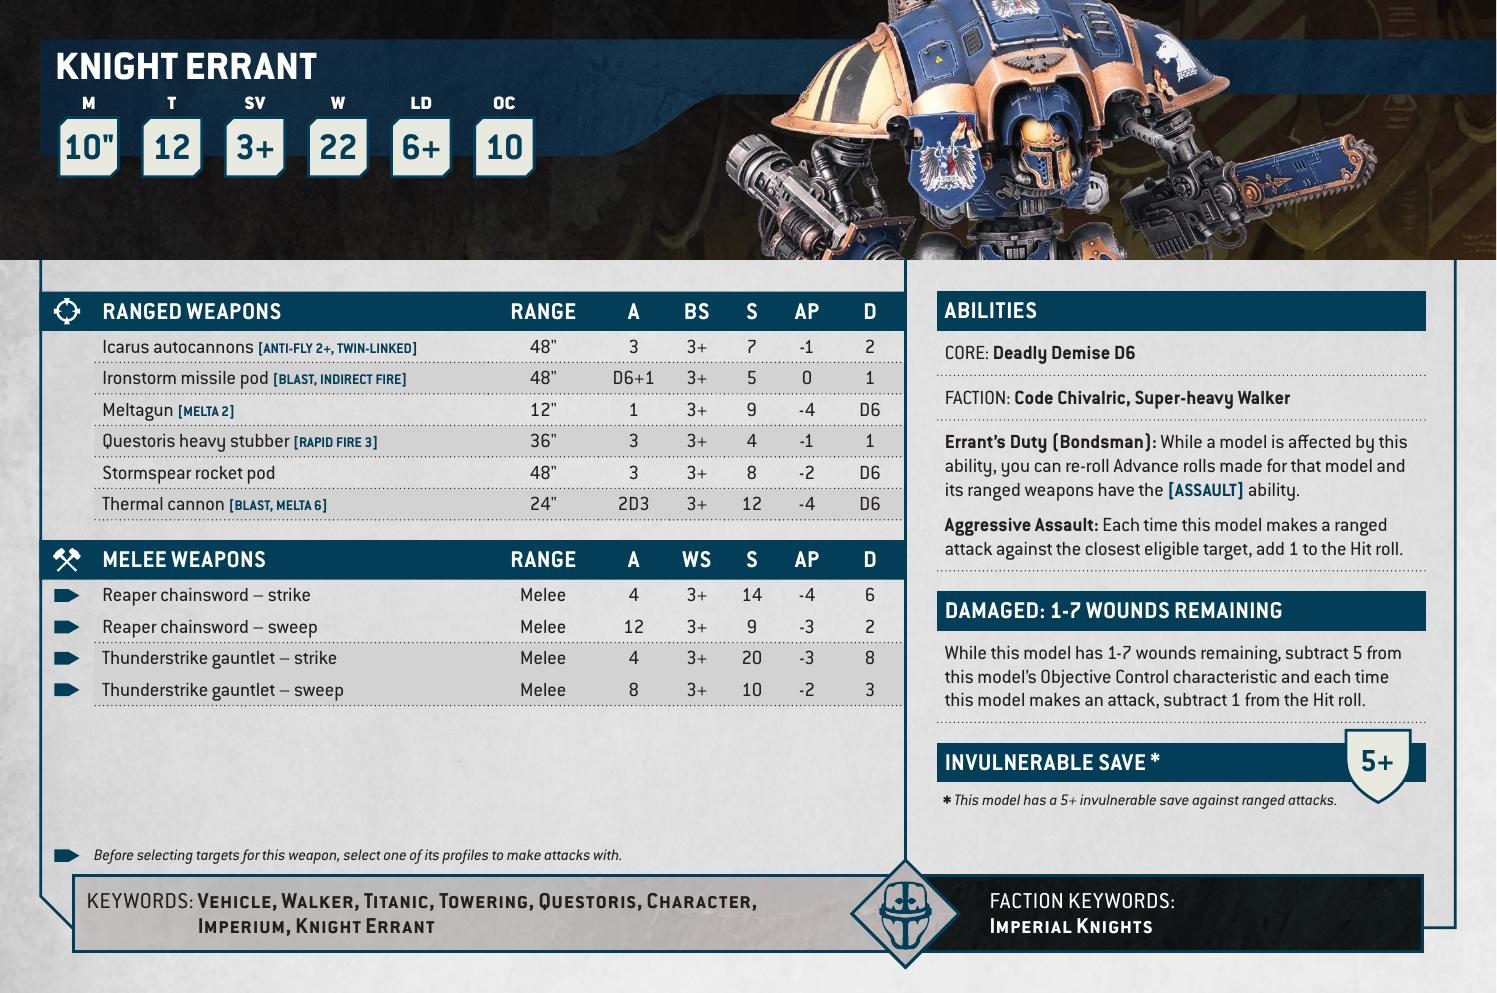 KNIGHT ERRANT
M T SV W LD OC
10" 12 3+ 22 6+ 10
RANGED WEAPONS RANGE A BS S AP D
Icarus autocannons [ANTI-FLY 2+, TWIN-LINKED] 48" 3 3+ 7 -1 2
Ironstorm missile pod [BLAST, INDIRECT FIRE] 48" D6+1 3+ 5 0 1
Meltagun [MELTA 2] 12" 1 3+ 9 -4 D6
Questoris heavy stubber [RAPID FIRE 3] 36" 3 3+ 4 -1 1
Stormspear rocket pod 48" 3 3+ 8 -2 D6
Thermal cannon [BLAST, MELTA 6] 24" 2D3 3+ 12 -4 D6
MELEE WEAPONS RANGE A WS S AP D
Reaper chainsword – strike Melee 4 3+ 14 -4 6
Reaper chainsword – sweep Melee 12 3+ 9 -3 2
Thunderstrike gauntlet – strike Melee 4 3+ 20 -3 8
Thunderstrike gauntlet – sweep Melee 8 3+ 10 -2 3
Before selecting targets for this weapon, select one of its profiles to make attacks with.
ABILITIES
CORE: Deadly Demise D6
FACTION: Code Chivalric, Super-heavy Walker
Errant's Duty (Bondsman): While a model is affected by this
ability, you can re-roll Advance rolls made for that model and
its ranged weapons have the [ASSAULT] ability.
Aggressive Assault: Each time this model makes a ranged
attack against the closest eligible target, add 1 to the Hit roll.
DAMAGED: 1-7 WOUNDS REMAINING
While this model has 1-7 wounds remaining, subtract 5 from
this model's Objective Control characteristic and each time
this model makes an attack, subtract 1 from the Hit roll.
INVULNERABLE SAVE * 5+
* This model has a 5+ invulnerable save against ranged attacks.
KEYWORDS: VEHICLE, WALKER, TITANIC, TOWERING, QUESTORIS, CHARACTER,
IMPERIUM, KNIGHT ERRANT
FACTION KEYWORDS:
IMPERIAL KNIGHTS